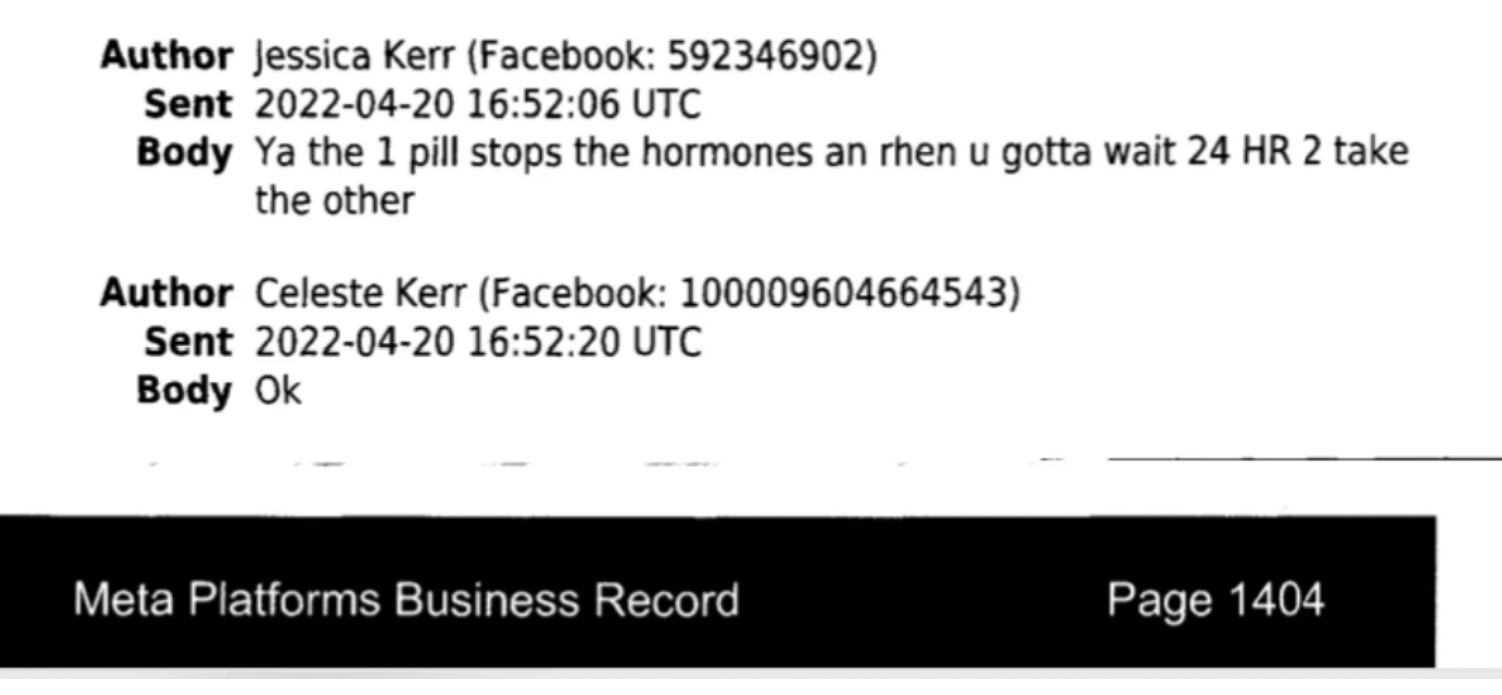 Author Jessica Kerr (Facebook: 592346902)
Sent 2022-04-20 16:52:06 UTC
Body Ya the 1 pill stops the hormones an rhen u gotta wait 24 HR 2 take
the other
Author Celeste Kerr (Facebook: 100009604664543)
Sent 2022-04-20 16:52:20 UTC
Body Ok
Meta Platforms Business Record Page 1404